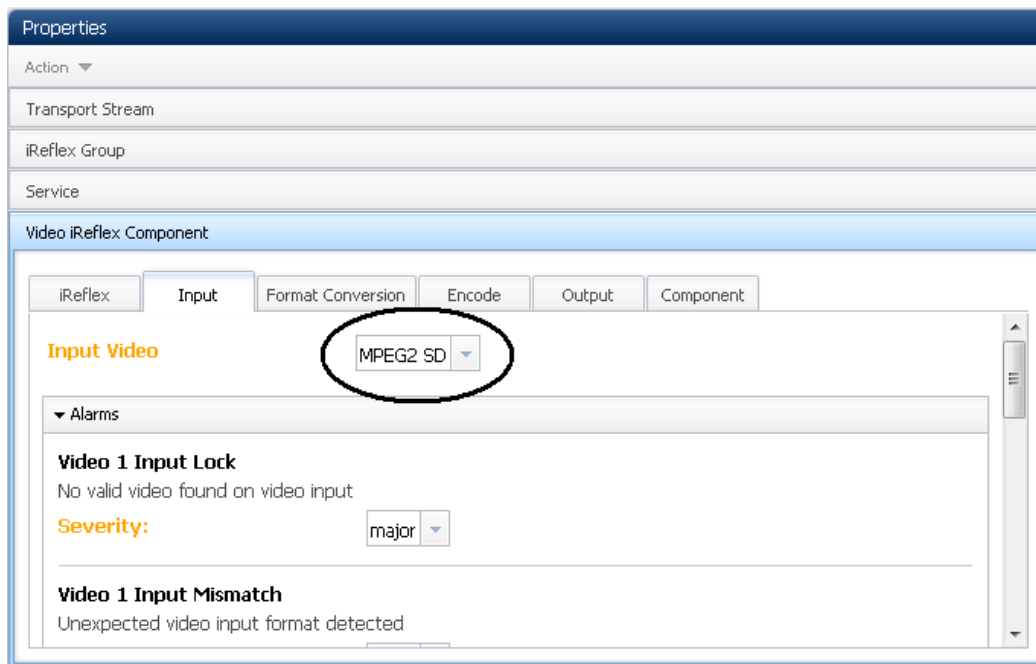 Properties
Action
Transport Stream
iReflex Group
Service
Video iReflex Component
iReflex Input Format Conversion Encode Output Component
Input Video MPEG2 SD
Alarms
Video 1 Input Lock
No valid video found on video input
Severity: major
Video 1 Input Mismatch
Unexpected video input format detected